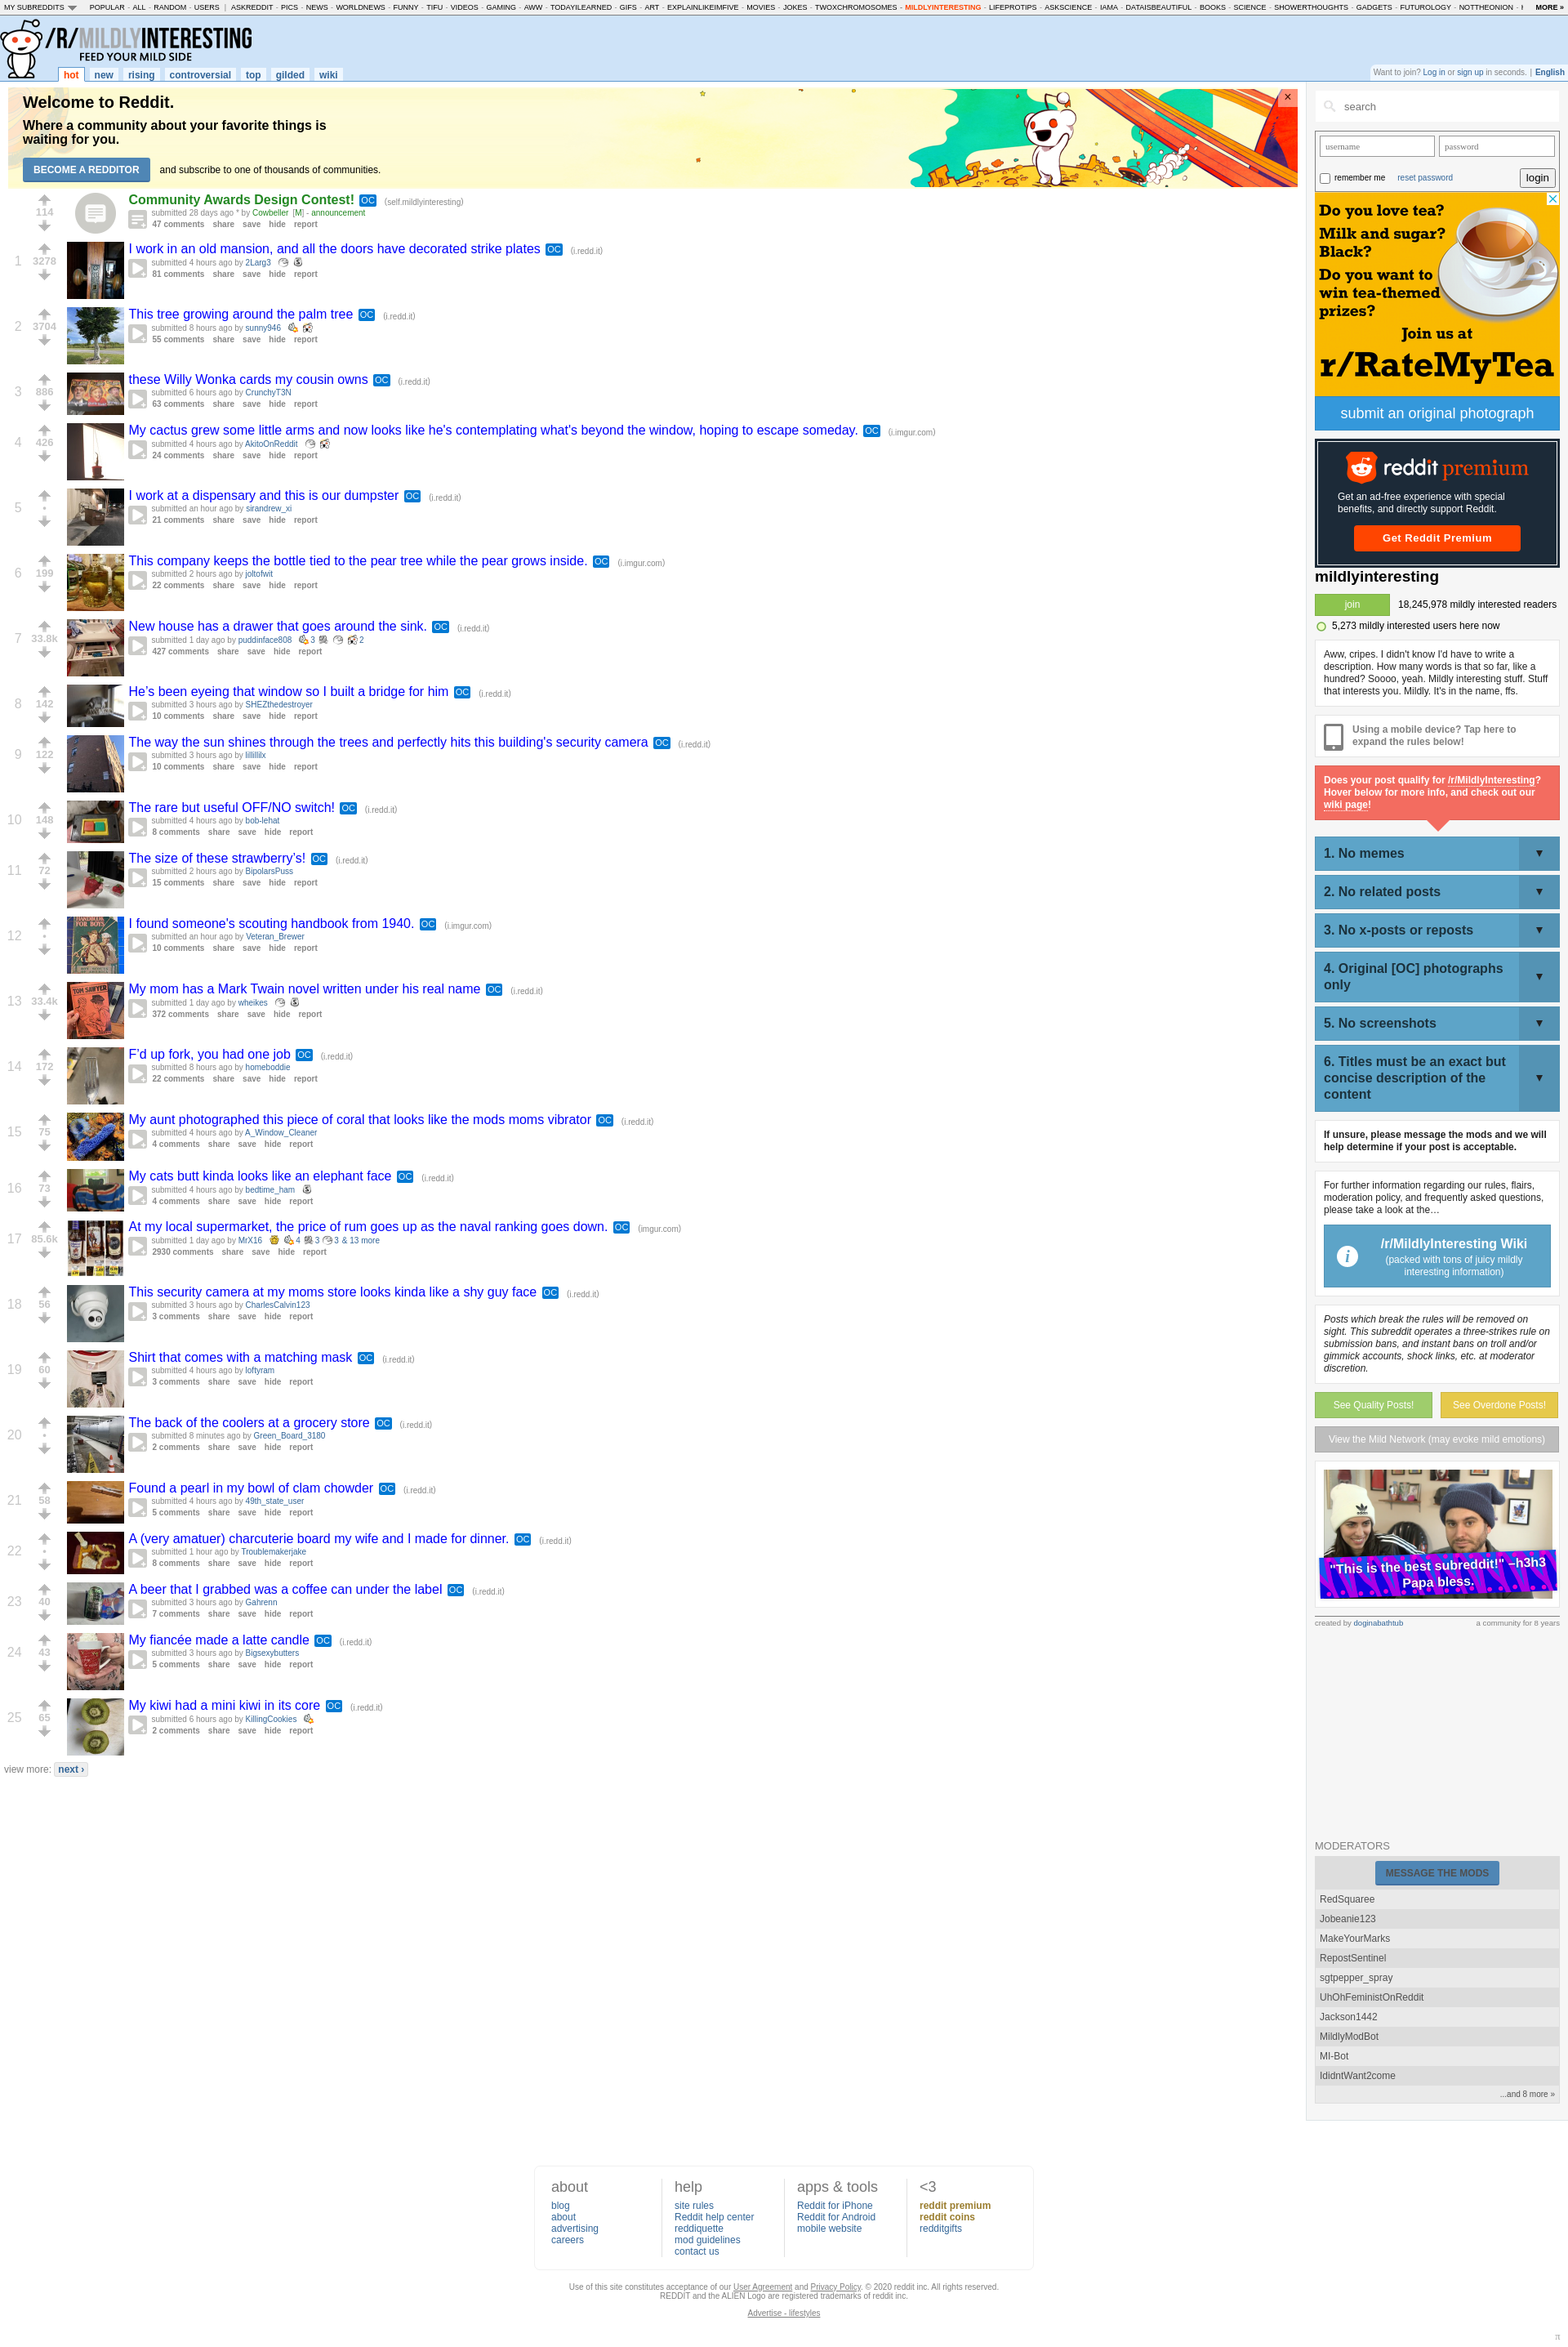 MY SUBREDDITS POPULAR - ALL - RANDOM - USERS | ASKREDDIT - PICS - NEWS - WORLDNEWS - FUNNY - TIFU - VIDEOS - GAMING - AWW - TODAYILEARNED - GIFS - ART - EXPLAINLIKEIMFIVE - MOVIES - JOKES - TWOXCHROMOSOMES - MILDLYINTERESTING - LIFEPROTIPS - ASKSCIENCE - IAMA - DATAISBEAUTIFUL - BOOKS - SCIENCE - SHOWERTHOUGHTS - GADGETS - FUTUROLOGY - NOTTHEONION - MORE »
/R/MILDLYINTERESTING
FEED YOUR MILD SIDE
hot new rising controversial top gilded wiki
Want to join? Log in or sign up in seconds. | English
Welcome to Reddit.
Where a community about your favorite things is
waiting for you.
BECOME A REDDITOR and subscribe to one of thousands of communities.
×
114
Community Awards Design Contest! OC (self.mildlyinteresting)
submitted 28 days ago * by Cowbeller [M] - announcement
47 comments share save hide report
1 3278
I work in an old mansion, and all the doors have decorated strike plates OC (i.redd.it)
submitted 4 hours ago by 2Larg3
81 comments share save hide report
2 3704
This tree growing around the palm tree OC (i.redd.it)
submitted 8 hours ago by sunny946
55 comments share save hide report
3 886
these Willy Wonka cards my cousin owns OC (i.redd.it)
submitted 6 hours ago by CrunchyT3N
63 comments share save hide report
4 426
My cactus grew some little arms and now looks like he's contemplating what's beyond the window, hoping to escape someday. OC (i.imgur.com)
submitted 4 hours ago by AkitoOnReddit
24 comments share save hide report
5 •
I work at a dispensary and this is our dumpster OC (i.redd.it)
submitted an hour ago by sirandrew_xi
21 comments share save hide report
6 199
This company keeps the bottle tied to the pear tree while the pear grows inside. OC (i.imgur.com)
submitted 2 hours ago by joltofwit
22 comments share save hide report
7 33.8k
New house has a drawer that goes around the sink. OC (i.redd.it)
submitted 1 day ago by puddinface808 3 2
427 comments share save hide report
8 142
He's been eyeing that window so I built a bridge for him OC (i.redd.it)
submitted 3 hours ago by SHEZthedestroyer
10 comments share save hide report
9 122
The way the sun shines through the trees and perfectly hits this building's security camera OC (i.redd.it)
submitted 3 hours ago by
10 comments share save hide report
10 148
The rare but useful OFF/NO switch! OC (i.redd.it)
submitted 4 hours ago by bob-lehat
8 comments share save hide report
11 72
The size of these strawberry's! OC (i.redd.it)
submitted 2 hours ago by BipolarsPuss
15 comments share save hide report
12 •
I found someone's scouting handbook from 1940. OC (i.imgur.com)
submitted an hour ago by Veteran_Brewer
10 comments share save hide report
13 33.4k
My mom has a Mark Twain novel written under his real name OC (i.redd.it)
submitted 1 day ago by wheikes
372 comments share save hide report
14 172
F'd up fork, you had one job OC (i.redd.it)
submitted 8 hours ago by homeboddie
22 comments share save hide report
15 75
My aunt photographed this piece of coral that looks like the mods moms vibrator OC (i.redd.it)
submitted 4 hours ago by A_Window_Cleaner
4 comments share save hide report
16 73
My cats butt kinda looks like an elephant face OC (i.redd.it)
submitted 4 hours ago by bedtime_ham
4 comments share save hide report
17 85.6k
At my local supermarket, the price of rum goes up as the naval ranking goes down. OC (imgur.com)
submitted 1 day ago by MrX16 4 3 3 & 13 more
2930 comments share save hide report
18 56
This security camera at my moms store looks kinda like a shy guy face OC (i.redd.it)
submitted 3 hours ago by CharlesCalvin123
3 comments share save hide report
19 60
Shirt that comes with a matching mask OC (i.redd.it)
submitted 4 hours ago by loftyram
3 comments share save hide report
20 •
The back of the coolers at a grocery store OC (i.redd.it)
submitted 8 minutes ago by Green_Board_3180
2 comments share save hide report
21 58
Found a pearl in my bowl of clam chowder OC (i.redd.it)
submitted 4 hours ago by 49th_state_user
5 comments share save hide report
22 •
A (very amatuer) charcuterie board my wife and I made for dinner. OC (i.redd.it)
submitted 1 hour ago by Troublemakerjake
8 comments share save hide report
23 40
A beer that I grabbed was a coffee can under the label OC (i.redd.it)
submitted 3 hours ago by Gahrenn
7 comments share save hide report
24 43
My fiancée made a latte candle OC (i.redd.it)
submitted 3 hours ago by Bigsexybutters
5 comments share save hide report
25 65
My kiwi had a mini kiwi in its core OC (i.redd.it)
submitted 6 hours ago by KillingCookies
2 comments share save hide report
view more: next ›
search
username password
remember me reset password login
Do you love tea?
Milk and sugar?
Black?
Do you want to
win tea-themed
prizes?
Join us at
r/RateMyTea
submit an original photograph
reddit premium
Get an ad-free experience with special
benefits, and directly support Reddit.
Get Reddit Premium
mildlyinteresting
join 18,245,978 mildly interested readers
5,273 mildly interested users here now
Aww, cripes. I didn't know I'd have to write a
description. How many words is that so far, like a
hundred? Soooo, yeah. Mildly interesting stuff. Stuff
that interests you. Mildly. It's in the name, ffs.
Using a mobile device? Tap here to
expand the rules below!
Does your post qualify for /r/MildlyInteresting?
Hover below for more info, and check out our
wiki page!
1. No memes ▼
2. No related posts ▼
3. No x-posts or reposts ▼
4. Original [OC] photographs
only ▼
5. No screenshots ▼
6. Titles must be an exact but
concise description of the
content ▼
If unsure, please message the mods and we will
help determine if your post is acceptable.
For further information regarding our rules, flairs,
moderation policy, and frequently asked questions,
please take a look at the…
/r/MildlyInteresting Wiki
(packed with tons of juicy mildly
interesting information)
Posts which break the rules will be removed on
sight. This subreddit operates a three-strikes rule on
submission bans, and instant bans on troll and/or
gimmick accounts, shock links, etc. at moderator
discretion.
See Quality Posts! See Overdone Posts!
View the Mild Network (may evoke mild emotions)
"This is the best subreddit!" –h3h3
Papa bless.
created by doginabathtub a community for 8 years
MODERATORS
MESSAGE THE MODS
RedSquaree
Jobeanie123
MakeYourMarks
RepostSentinel
sgtpepper_spray
UhOhFeministOnReddit
Jackson1442
MildlyModBot
MI-Bot
IdidntWant2come
...and 8 more »
about
blog
about
advertising
careers
help
site rules
Reddit help center
reddiquette
mod guidelines
contact us
apps & tools
Reddit for iPhone
Reddit for Android
mobile website
<3
reddit premium
reddit coins
redditgifts
Use of this site constitutes acceptance of our User Agreement and Privacy Policy. © 2020 reddit inc. All rights reserved.
REDDIT and the ALIEN Logo are registered trademarks of reddit inc.
Advertise - lifestyles
π